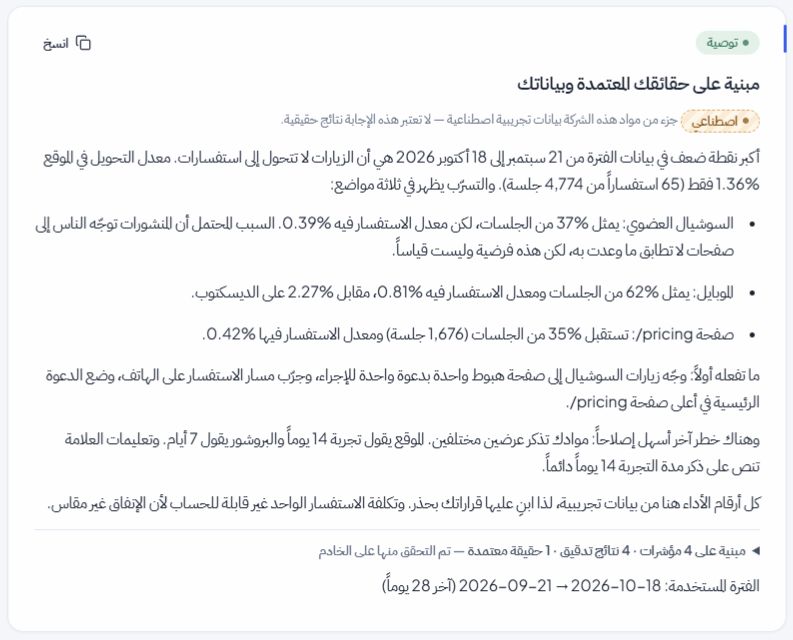 توصية
انسخ
مبنية على حقائقك المعتمدة وبياناتك
اصطناعي جزء من مواد هذه الشركة بيانات تجريبية اصطناعية — لا تعتبر هذه الإجابة نتائج حقيقية.
أكبر نقطة ضعف في بيانات الفترة من 21 سبتمبر إلى 18 أكتوبر 2026 هي أن الزيارات لا تتحول إلى استفسارات. معدل التحويل في الموقع
1.36% فقط (65 استفساراً من 4,774 جلسة). والتسرّب يظهر في ثلاثة مواضع:
• السوشيال العضوي: يمثل 37% من الجلسات، لكن معدل الاستفسار فيه 0.39%. السبب المحتمل أن المنشورات توجّه الناس إلى
صفحات لا تطابق ما وعدت به، لكن هذه فرضية وليست قياساً.
• الموبايل: يمثل 62% من الجلسات ومعدل الاستفسار فيه 0.81%، مقابل 2.27% على الديسكتوب.
• صفحة pricing/: تستقبل 35% من الجلسات (1,676 جلسة) ومعدل الاستفسار فيها 0.42%.
ما تفعله أولاً: وجّه زيارات السوشيال إلى صفحة هبوط واحدة بدعوة واحدة للإجراء، وجرّب مسار الاستفسار على الهاتف، وضع الدعوة
الرئيسية في أعلى صفحة pricing/.
وهناك خطر آخر أسهل إصلاحاً: موادك تذكر عرضين مختلفين. الموقع يقول تجربة 14 يوماً والبروشور يقول 7 أيام. وتعليمات العلامة
تنص على ذكر مدة التجربة 14 يوماً دائماً.
كل أرقام الأداء هنا من بيانات تجريبية، لذا ابنِ عليها قراراتك بحذر. وتكلفة الاستفسار الواحد غير قابلة للحساب لأن الإنفاق غير مقاس.
◀ مبنية على 4 مؤشرات · 4 نتائج تدقيق · 1 حقيقة معتمدة — تم التحقق منها على الخادم
الفترة المستخدمة: 2026-09-21 → 2026-10-18 (آخر 28 يوماً)